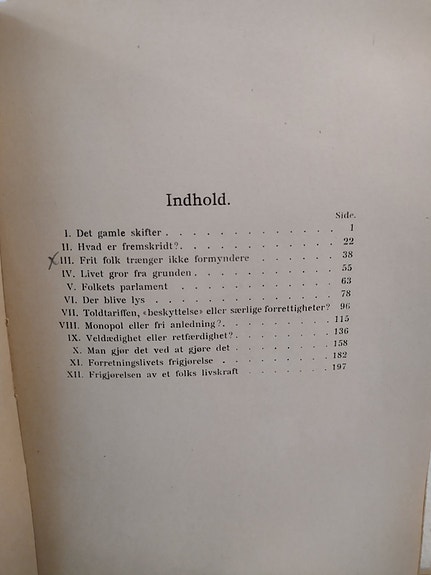 Indhold.
Side.
I. Det gamle skifter . . . . . . . . . . . . . 1
II. Hvad er fremskridt? . . . . . . . . . . . . 22
III. Frit folk trænger ikke formyndere . . . . . . . 38
IV. Livet gror fra grunden . . . . . . . . . . . 55
V. Folkets parlament . . . . . . . . . . . . 63
VI. Der blive lys . . . . . . . . . . . . . . 78
VII. Toldtariffen, «beskyttelse» eller særlige forrettigheter? 96
VIII. Monopol eller fri anledning? . . . . . . . . . 115
IX. Veldædighet eller retfærdighet? . . . . . . . . 136
X. Man gjør det ved at gjøre det . . . . . . . . 158
XI. Forretningslivets frigjørelse . . . . . . . . . 182
XII. Frigjørelsen av et folks livskraft . . . . . . . 197